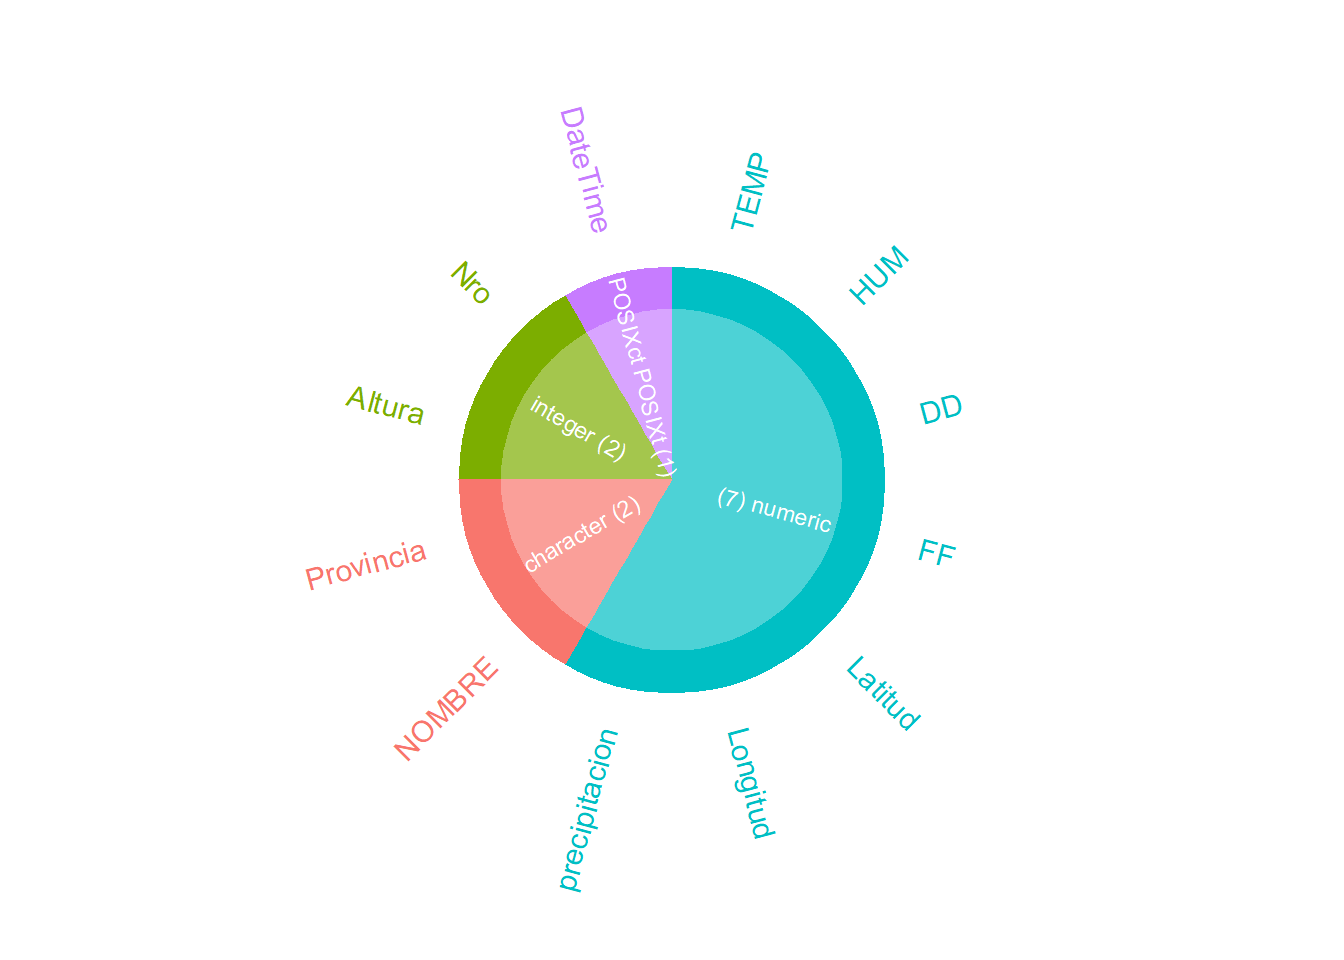 DateTime
TEMP
HUM
DD
FF
Latitud
Longitud
precipitacion
NOMBRE
Provincia
Altura
Nro
POSIXct POSIXt (1)
(7) numeric
character (2)
integer (2)